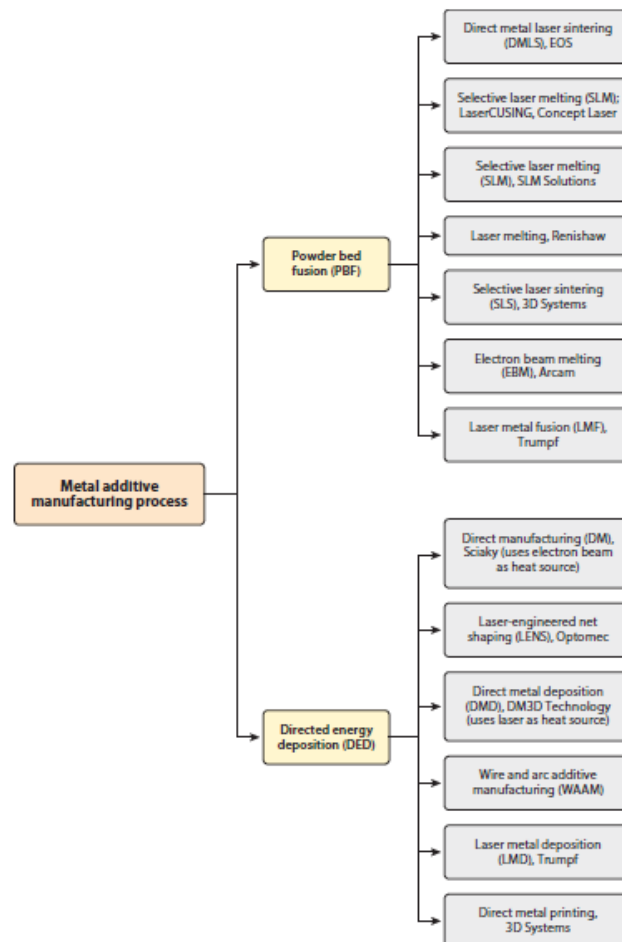 Direct metal laser sintering
(DMLS), EOS
Selective laser melting (SLM);
LaserCUSING, Concept Laser
Selective laser melting
(SLM), SLM Solutions
Laser melting, Renishaw
Powder bed
fusion (PBF)
Selective laser sintering
(SLS), 3D Systems
Electron beam melting
(EBM), Arcam
Laser metal fusion (LMF),
Trumpf
Metal additive
manufacturing process
Direct manufacturing (DM),
Sciaky (uses electron beam
as heat source)
Laser-engineered net
shaping (LENS), Optomec
Direct metal deposition
(DMD), DM3D Technology
(uses laser as heat source)
Directed energy
deposition (DED)
Wire and arc additive
manufacturing (WAAM)
Laser metal deposition
(LMD), Trumpf
Direct metal printing,
3D Systems